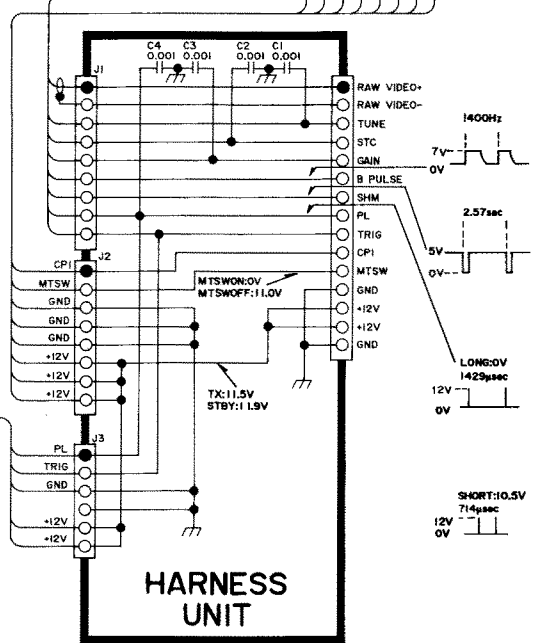 C4 C3 C2 C1
0.001 0.001 0.001 0.001
J1
RAW VIDEO+
RAW VIDEO-
TUNE
STC
GAIN
B PULSE
SHM
PL
TRIG
CP1
MTSW
GND
+12V
+12V
GND
J2
CP1
MTSW
GND
GND
GND
+12V
+12V
+12V
MTSWON:0V
MTSWOFF:11.0V
TX:11.5V
STBY:11.9V
J3
PL
TRIG
GND
+12V
+12V
1400Hz
7V
0V
2.57sec
5V
0V
LONG:0V
1429µsec
12V
0V
SHORT:10.5V
714µsec
12V
0V
HARNESS
UNIT